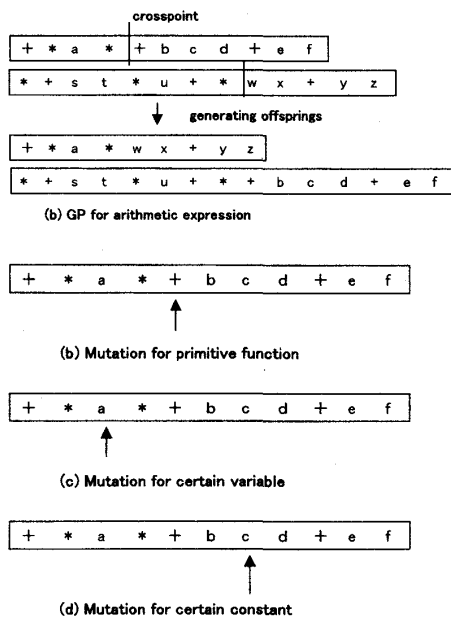 crosspoint
+ * a * + b c d + e f
* + s t * u + * w x + y z
generating offsprings
+ * a * w x + y z
* + s t * u + * + b c d + e f
(b) GP for arithmetic expression
+ * a * + b c d + e f
(b) Mutation for primitive function
+ * a * + b c d + e f
(c) Mutation for certain variable
+ * a * + b c d + e f
(d) Mutation for certain constant